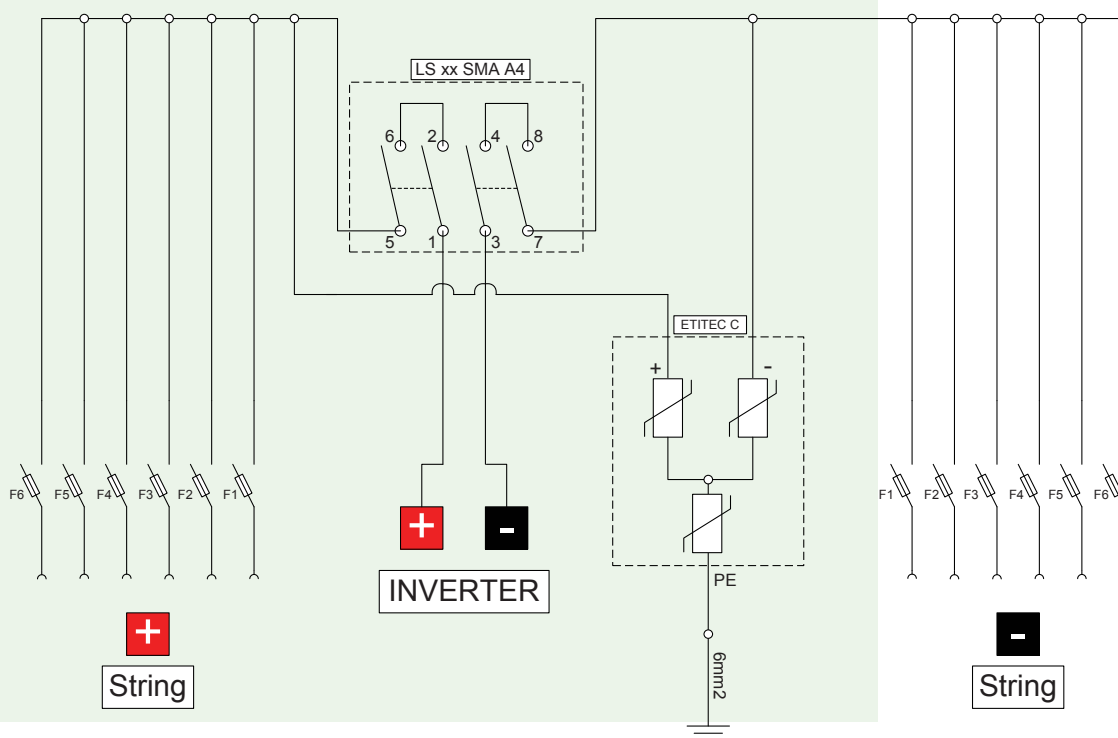 LS xx SMA A4
6 2 4 8
5 1 3 7
ETITEC C
+ -
F6 F5 F4 F3 F2 F1
F1 F2 F3 F4 F5 F6
+ -
INVERTER
PE
6mm2
+
String
-
String